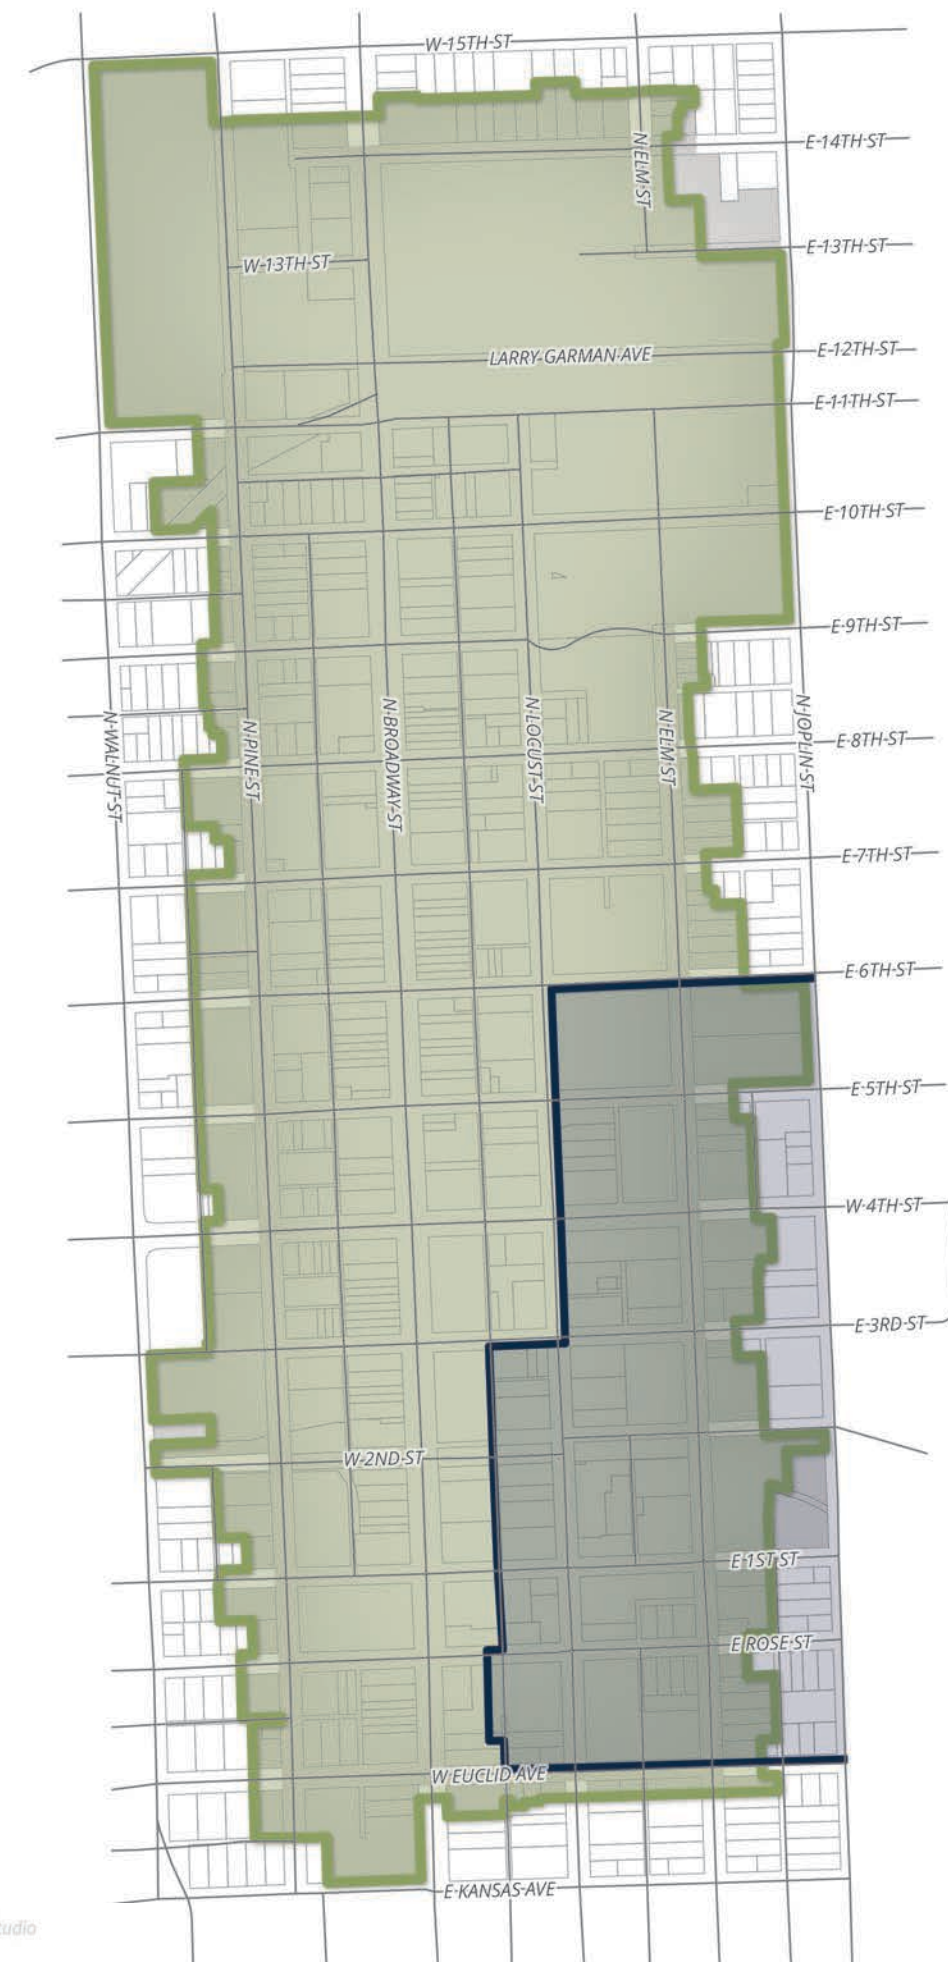 W-15TH-ST
E-14TH-ST
N-ELM-ST
E-13TH-ST
W-13TH-ST
E-12TH-ST
LARRY-GARMAN-AVE
E-11TH-ST
E-10TH-ST
E-9TH-ST
N-WALNUT-ST
N-PINE-ST
N-BROADWAY-ST
N-LOCUST-ST
N-ELM-ST
N-JOPLIN-ST
E-8TH-ST
E-7TH-ST
E-6TH-ST
E-5TH-ST
W-4TH-ST
E-3RD-ST
W-2ND-ST
E-1ST-ST
E-ROSE-ST
W EUCLID AVE
E-KANSAS-AVE
tudio